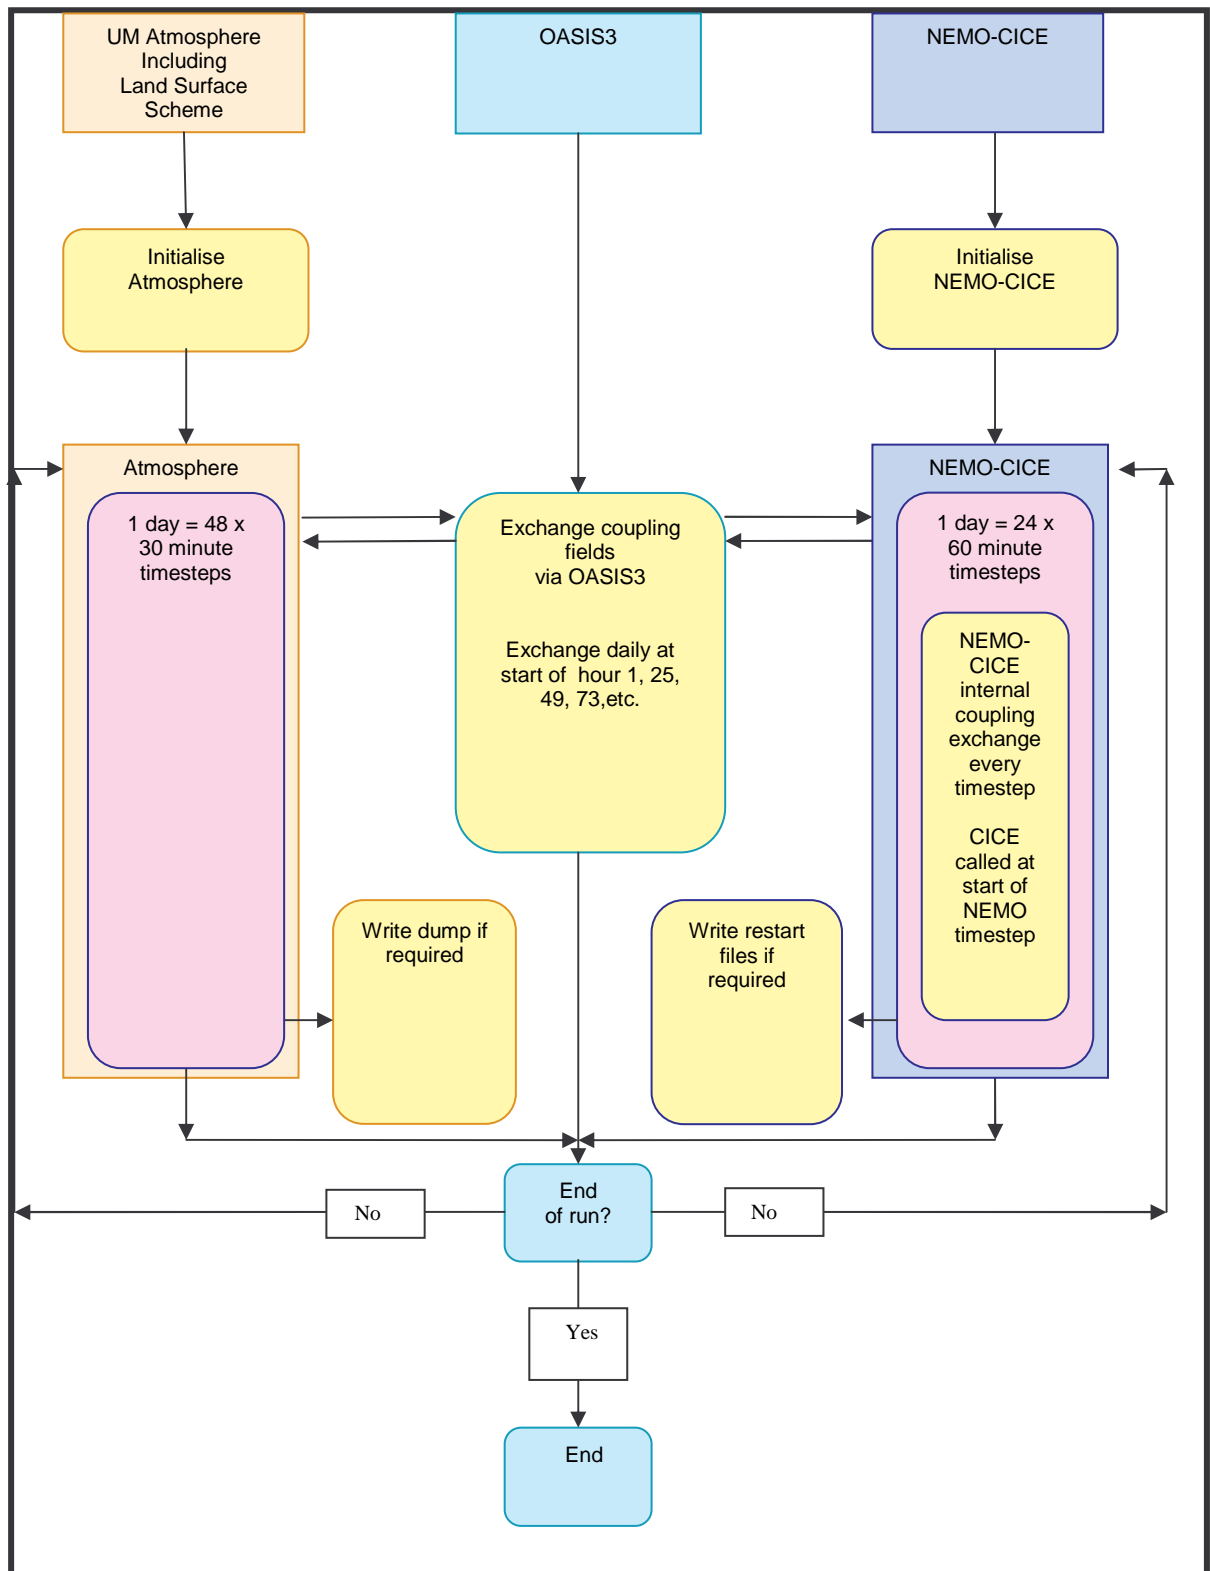 UM Atmosphere
Including
Land Surface
Scheme
OASIS3
NEMO-CICE
Initialise
Atmosphere
Initialise
NEMO-CICE
Atmosphere
1 day = 48 x
30 minute
timesteps
Exchange coupling
fields
via OASIS3
Exchange daily at
start of  hour 1, 25,
49, 73,etc.
NEMO-CICE
1 day = 24 x
60 minute
timesteps
NEMO-
CICE
internal
coupling
exchange
every
timestep
CICE
called at
start of
NEMO
timestep
Write dump if
required
Write restart
files if
required
End
of run?
No
No
Yes
End